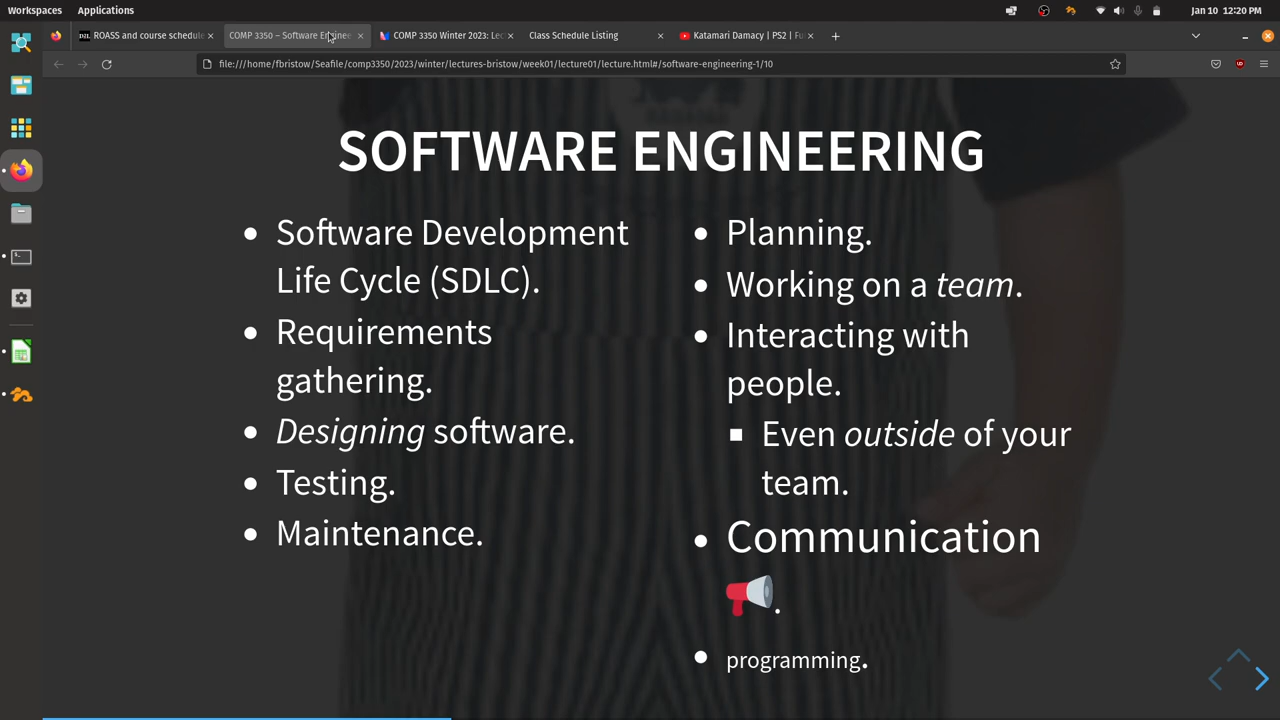 Workspaces Applications Jan 10 12:20 PM
ROASS and course schedule COMP 3350 – Software Enginee COMP 3350 Winter 2023: Lec Class Schedule Listing Katamari Damacy | PS2 | Fu
file:///home/fbristow/Seafile/comp3350/2023/winter/lectures-bristow/week01/lecture01/lecture.html#/software-engineering-1/10
SOFTWARE ENGINEERING
Software Development
Life Cycle (SDLC).
Requirements
gathering.
Designing software.
Testing.
Maintenance.
Planning.
Working on a team.
Interacting with
people.
Even outside of your
team.
Communication
.
programming.